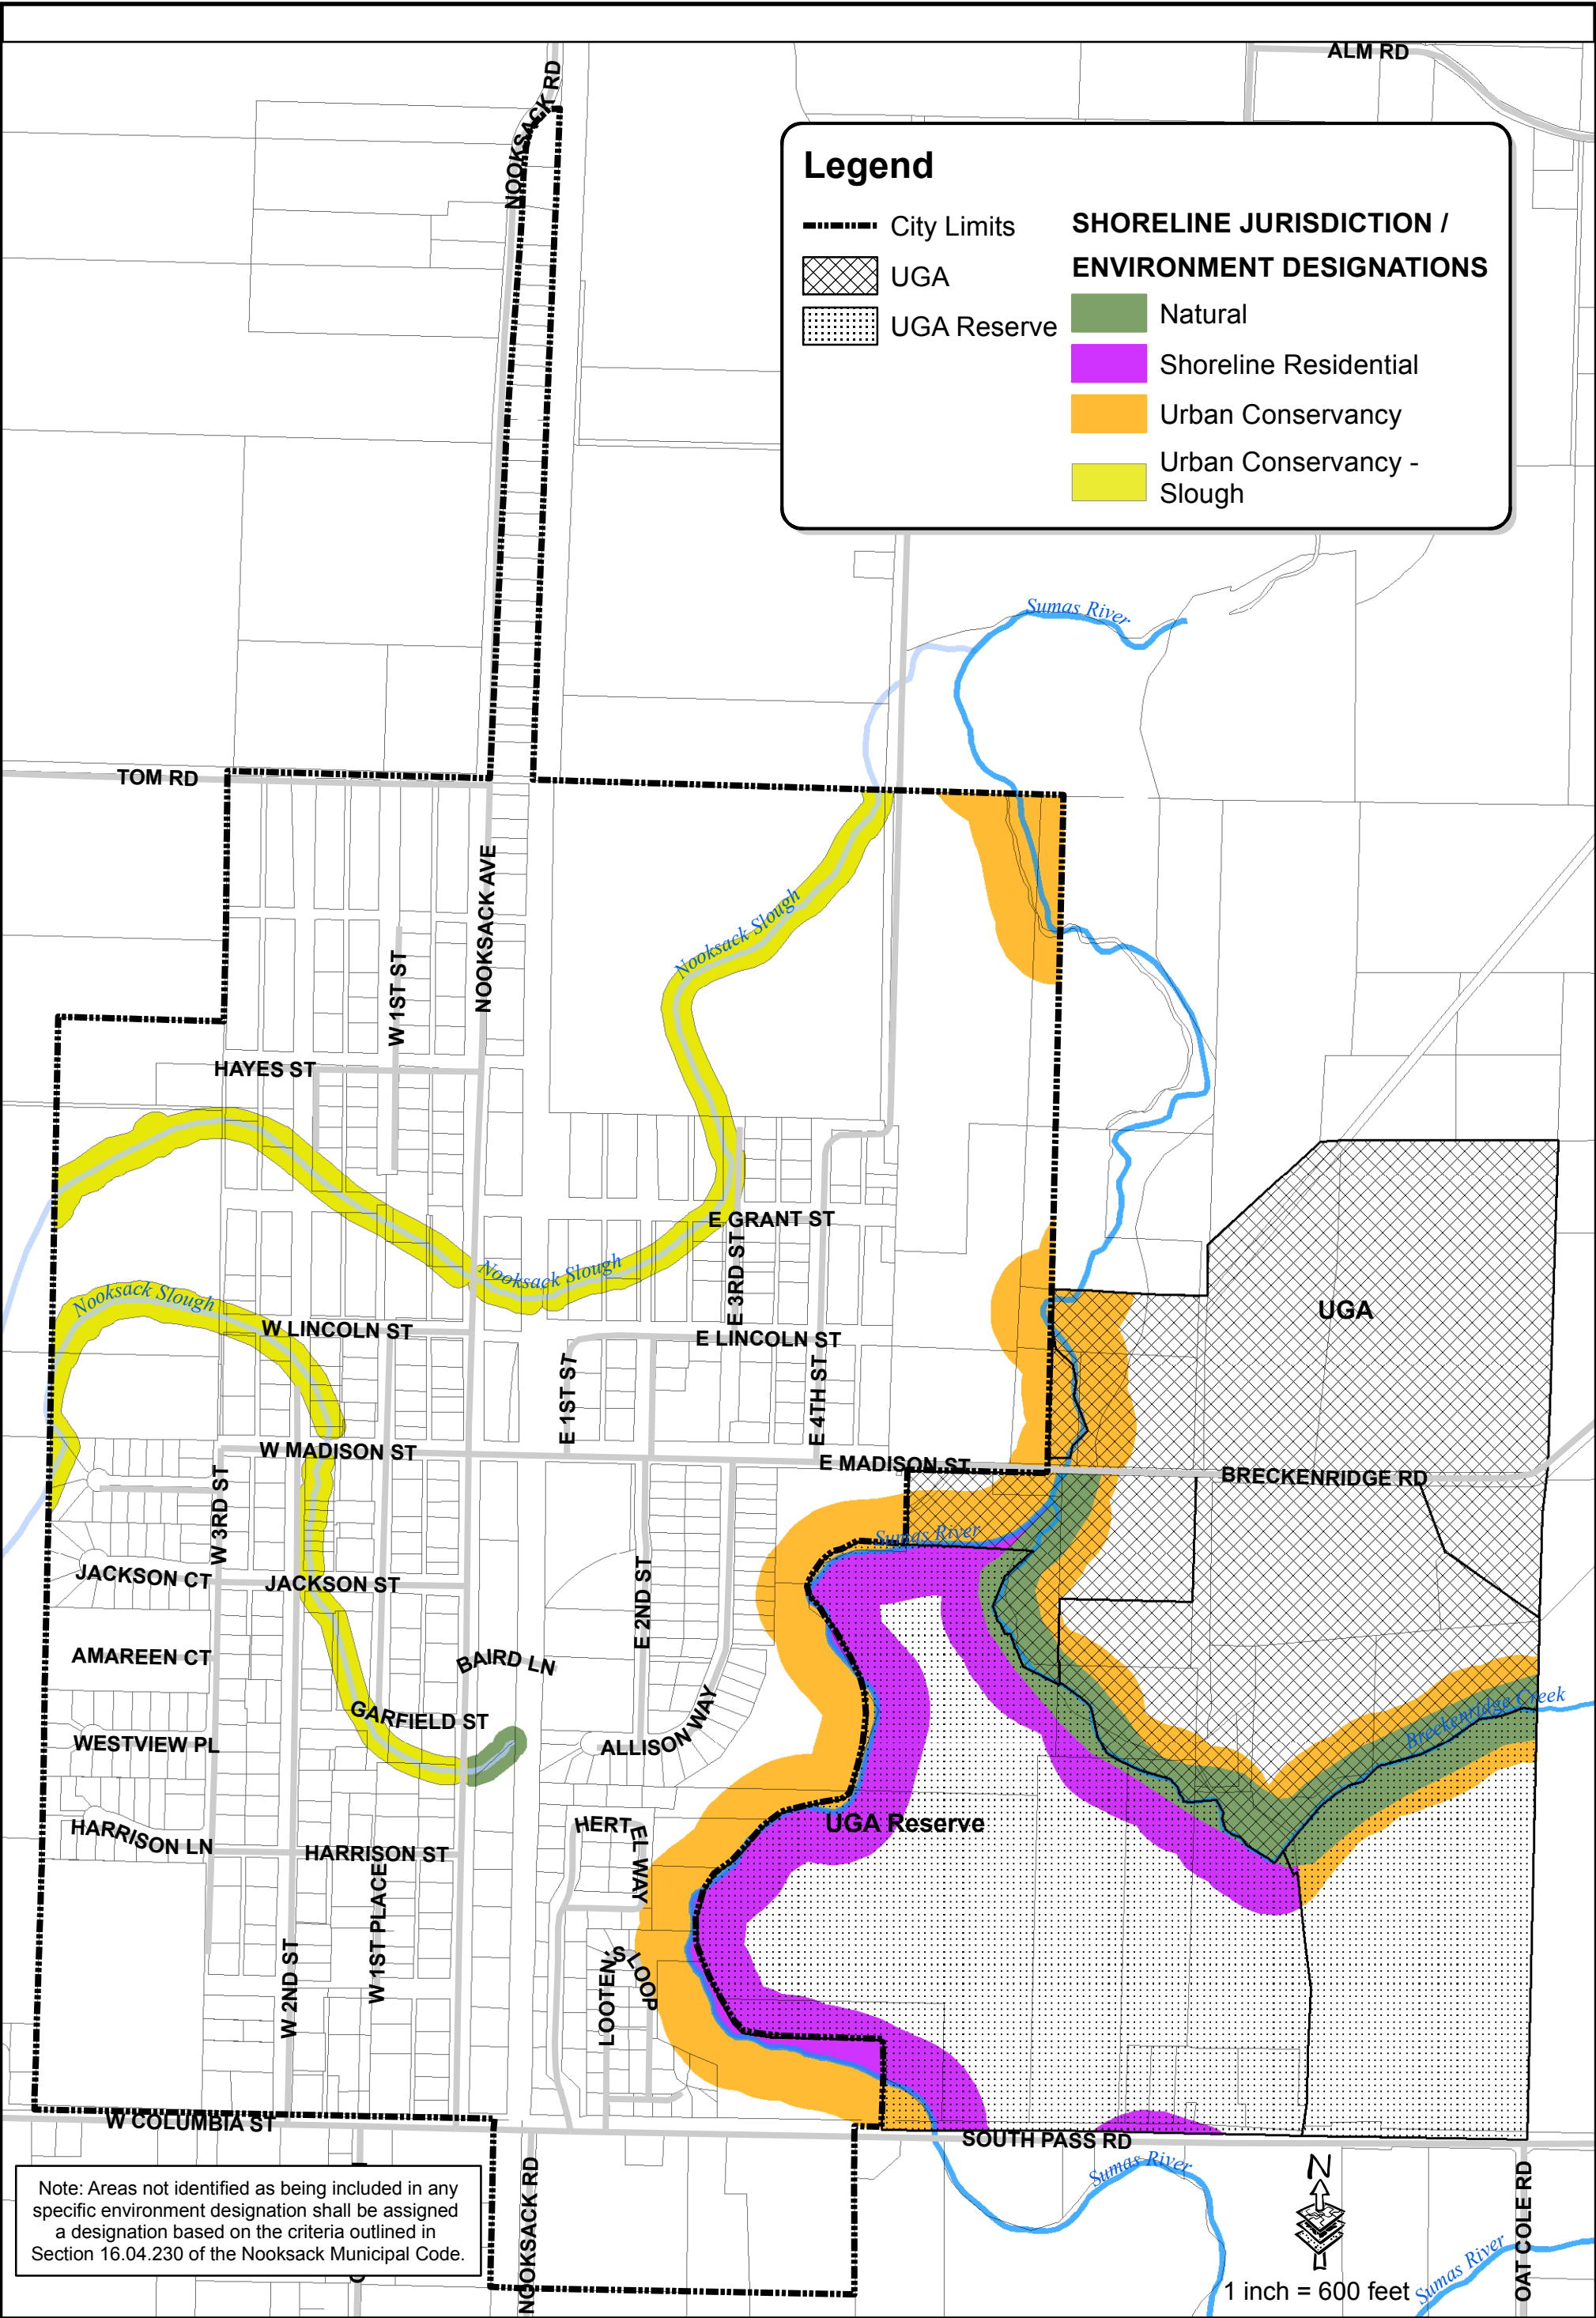 ALM RD
NOOKSACK RD
Legend
City Limits
UGA
UGA Reserve
SHORELINE JURISDICTION /
ENVIRONMENT DESIGNATIONS
Natural
Shoreline Residential
Urban Conservancy
Urban Conservancy -
Slough
Sumas River
TOM RD
NOOKSACK AVE
Nooksack Slough
W 1ST ST
HAYES ST
E GRANT ST
E 3RD ST
Nooksack Slough
Nooksack Slough
UGA
W LINCOLN ST
E LINCOLN ST
E 1ST ST
E 4TH ST
W MADISON ST
E MADISON ST
BRECKENRIDGE RD
W 3RD ST
Sumas River
JACKSON CT
JACKSON ST
E 2ND ST
AMAREEN CT
BAIRD LN
GARFIELD ST
ALLISON WAY
Breckenridge Creek
WESTVIEW PL
HARRISON LN
HARRISON ST
HERTEL WAY
UGA Reserve
W 1ST PLACE
W 2ND ST
LOOTEN'S LOOP
W COLUMBIA ST
SOUTH PASS RD
Sumas River
NOOKSACK RD
Note: Areas not identified as being included in any
specific environment designation shall be assigned
a designation based on the criteria outlined in
Section 16.04.230 of the Nooksack Municipal Code.
N
1 inch = 600 feet
Sumas River
OAT COLE RD